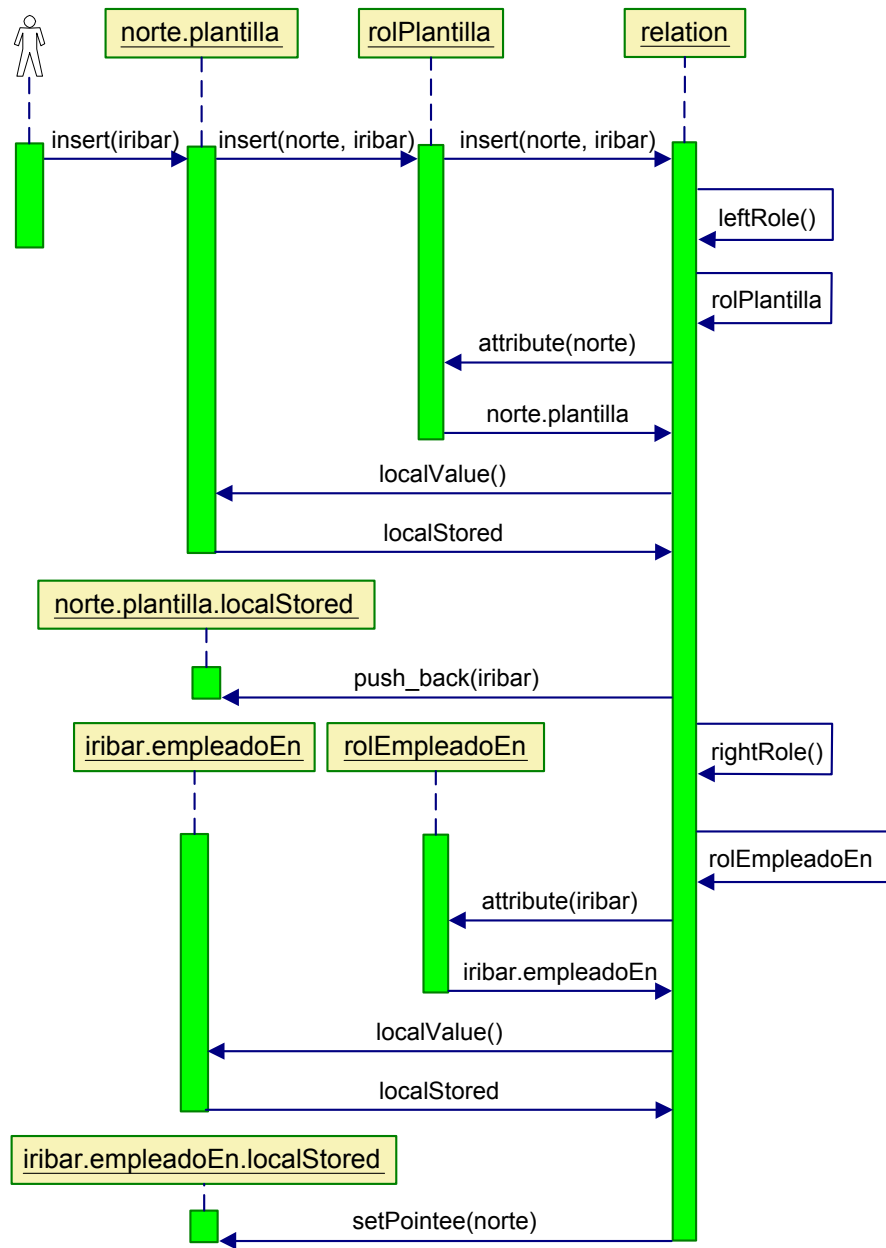 norte.plantilla
rolPlantilla
relation
insert(iribar)
insert(norte, iribar)
insert(norte, iribar)
leftRole()
rolPlantilla
attribute(norte)
norte.plantilla
localValue()
localStored
norte.plantilla.localStored
push_back(iribar)
iribar.empleadoEn
rolEmpleadoEn
rightRole()
rolEmpleadoEn
attribute(iribar)
iribar.empleadoEn
localValue()
localStored
iribar.empleadoEn.localStored
setPointee(norte)